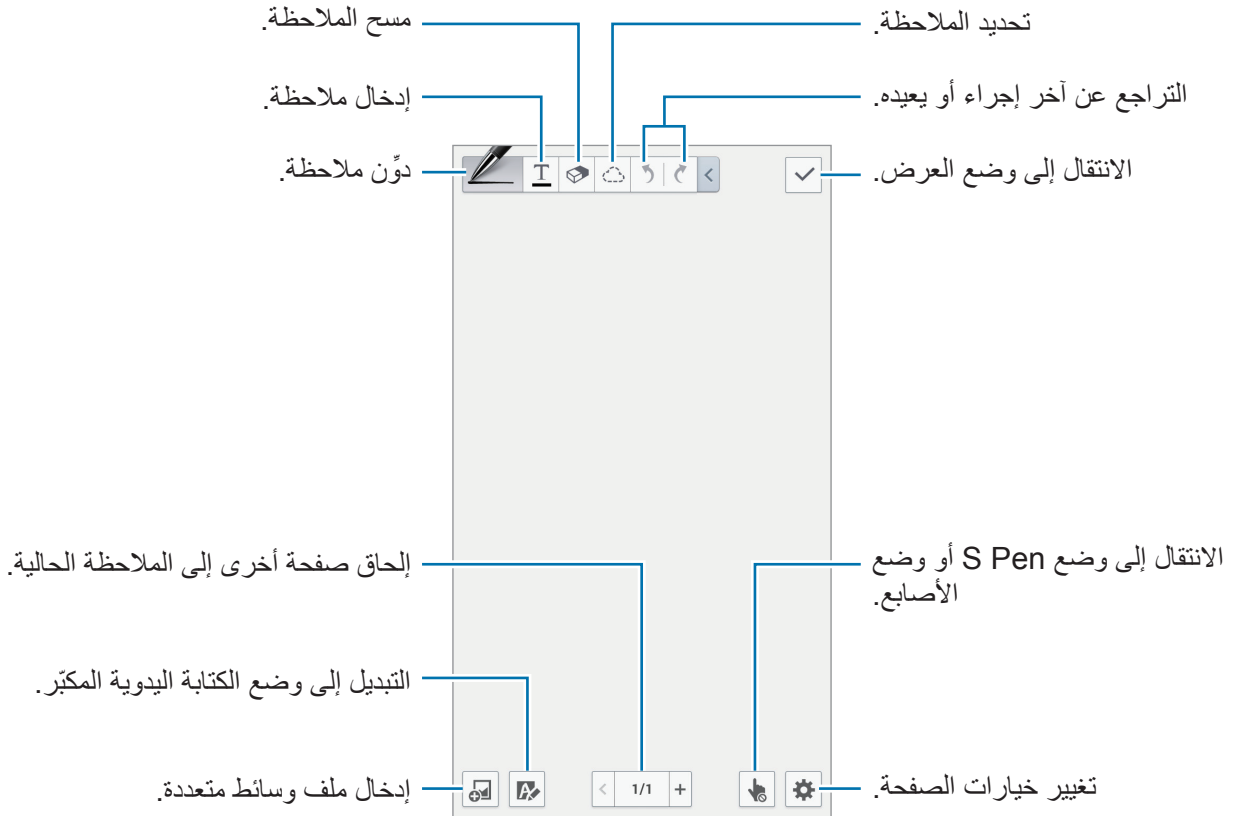 تحديد الملاحظة.
مسح الملاحظة.
التراجع عن آخر إجراء أو يعيده.
إدخال ملاحظة.
الانتقال إلى وضع العرض.
دوِّن ملاحظة.
T
الانتقال إلى وضع S Pen أو وضع
الأصابع.
إلحاق صفحة أخرى إلى الملاحظة الحالية.
التبديل إلى وضع الكتابة اليدوية المكبّر.
تغيير خيارات الصفحة.
إدخال ملف وسائط متعددة.
A
< 1/1 +